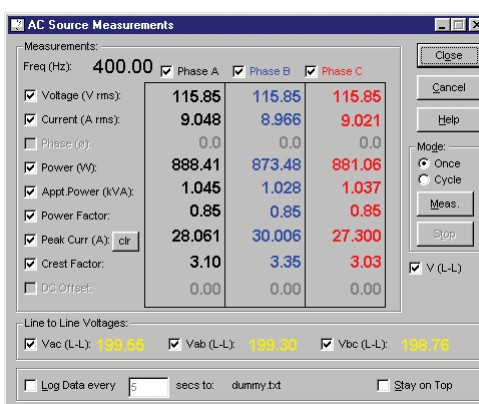 AC Source Measurements
Measurements:
Freq (Hz): 400.00 Phase A Phase B Phase C
Close
Voltage (V rms): 115.85 115.85 115.85
Cancel
Current (A rms): 9.048 8.966 9.021
Help
Phase (ø): 0.0 0.0 0.0
Mode:
Power (W): 888.41 873.48 881.06
Once
Appt.Power (kVA): 1.045 1.028 1.037
Cycle
Power Factor: 0.85 0.85 0.85
Meas.
Peak Curr (A): clr 28.061 30.006 27.300
Stop
Crest Factor: 3.10 3.35 3.03
V (L-L)
DC Offset: 0.00 0.00 0.00
Line to Line Voltages:
Vac (L-L): 199.55 Vab (L-L): 199.30 Vbc (L-L): 198.76
Log Data every 5 secs to: dummy.txt Stay on Top